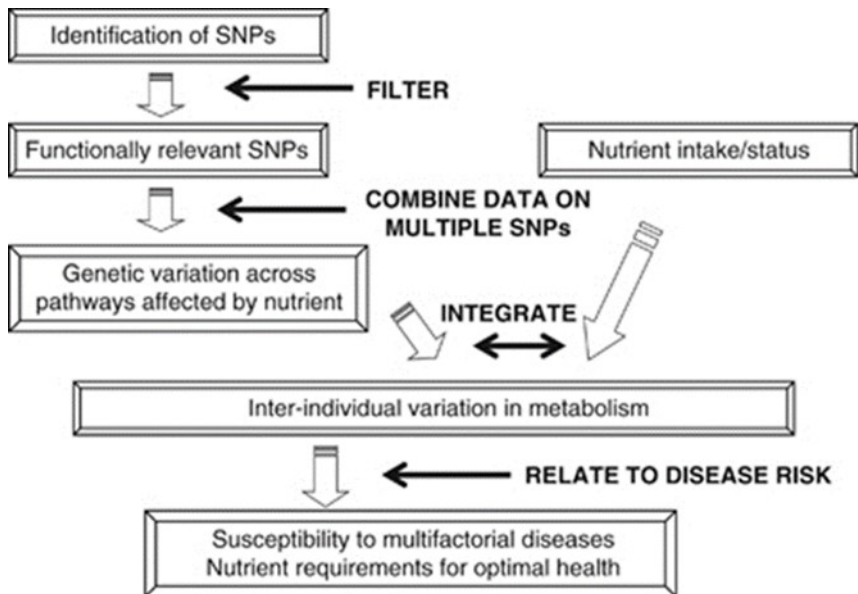 Identification of SNPs
FILTER
Functionally relevant SNPs
Nutrient intake/status
COMBINE DATA ON
MULTIPLE SNPs
Genetic variation across
pathways affected by nutrient
INTEGRATE
Inter-individual variation in metabolism
RELATE TO DISEASE RISK
Susceptibility to multifactorial diseases
Nutrient requirements for optimal health